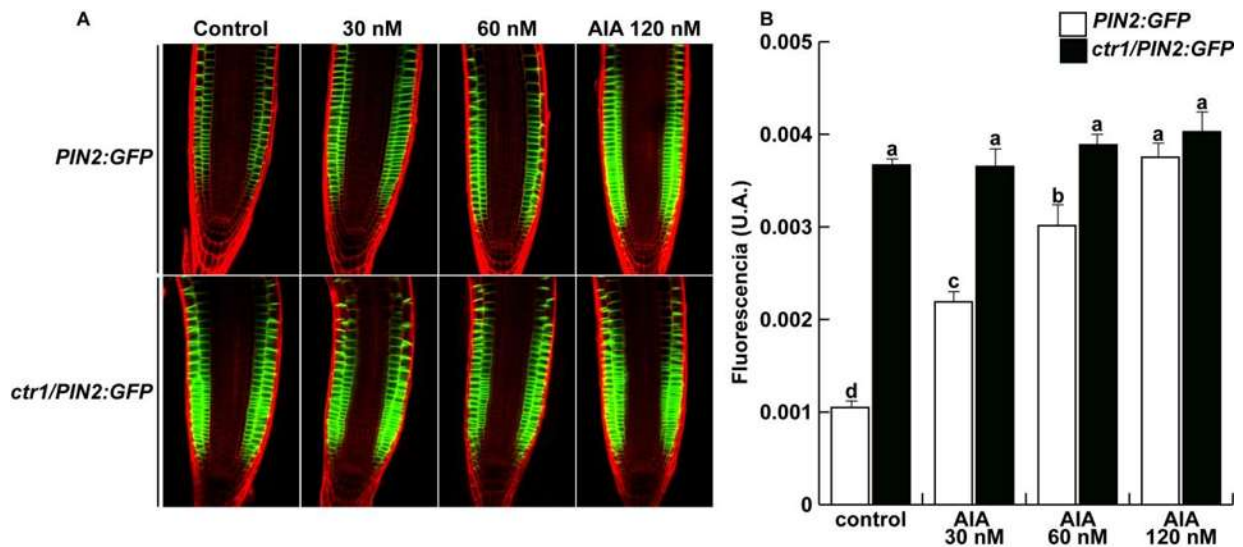 A
Control 30 nM 60 nM AIA 120 nM
PIN2:GFP
ctr1/PIN2:GFP
B
PIN2:GFP
ctr1/PIN2:GFP
Fluorescencia (U.A.)
0.005
0.004
0.003
0.002
0.001
0
d a c a b a a a
control AIA 30 nM AIA 60 nM AIA 120 nM